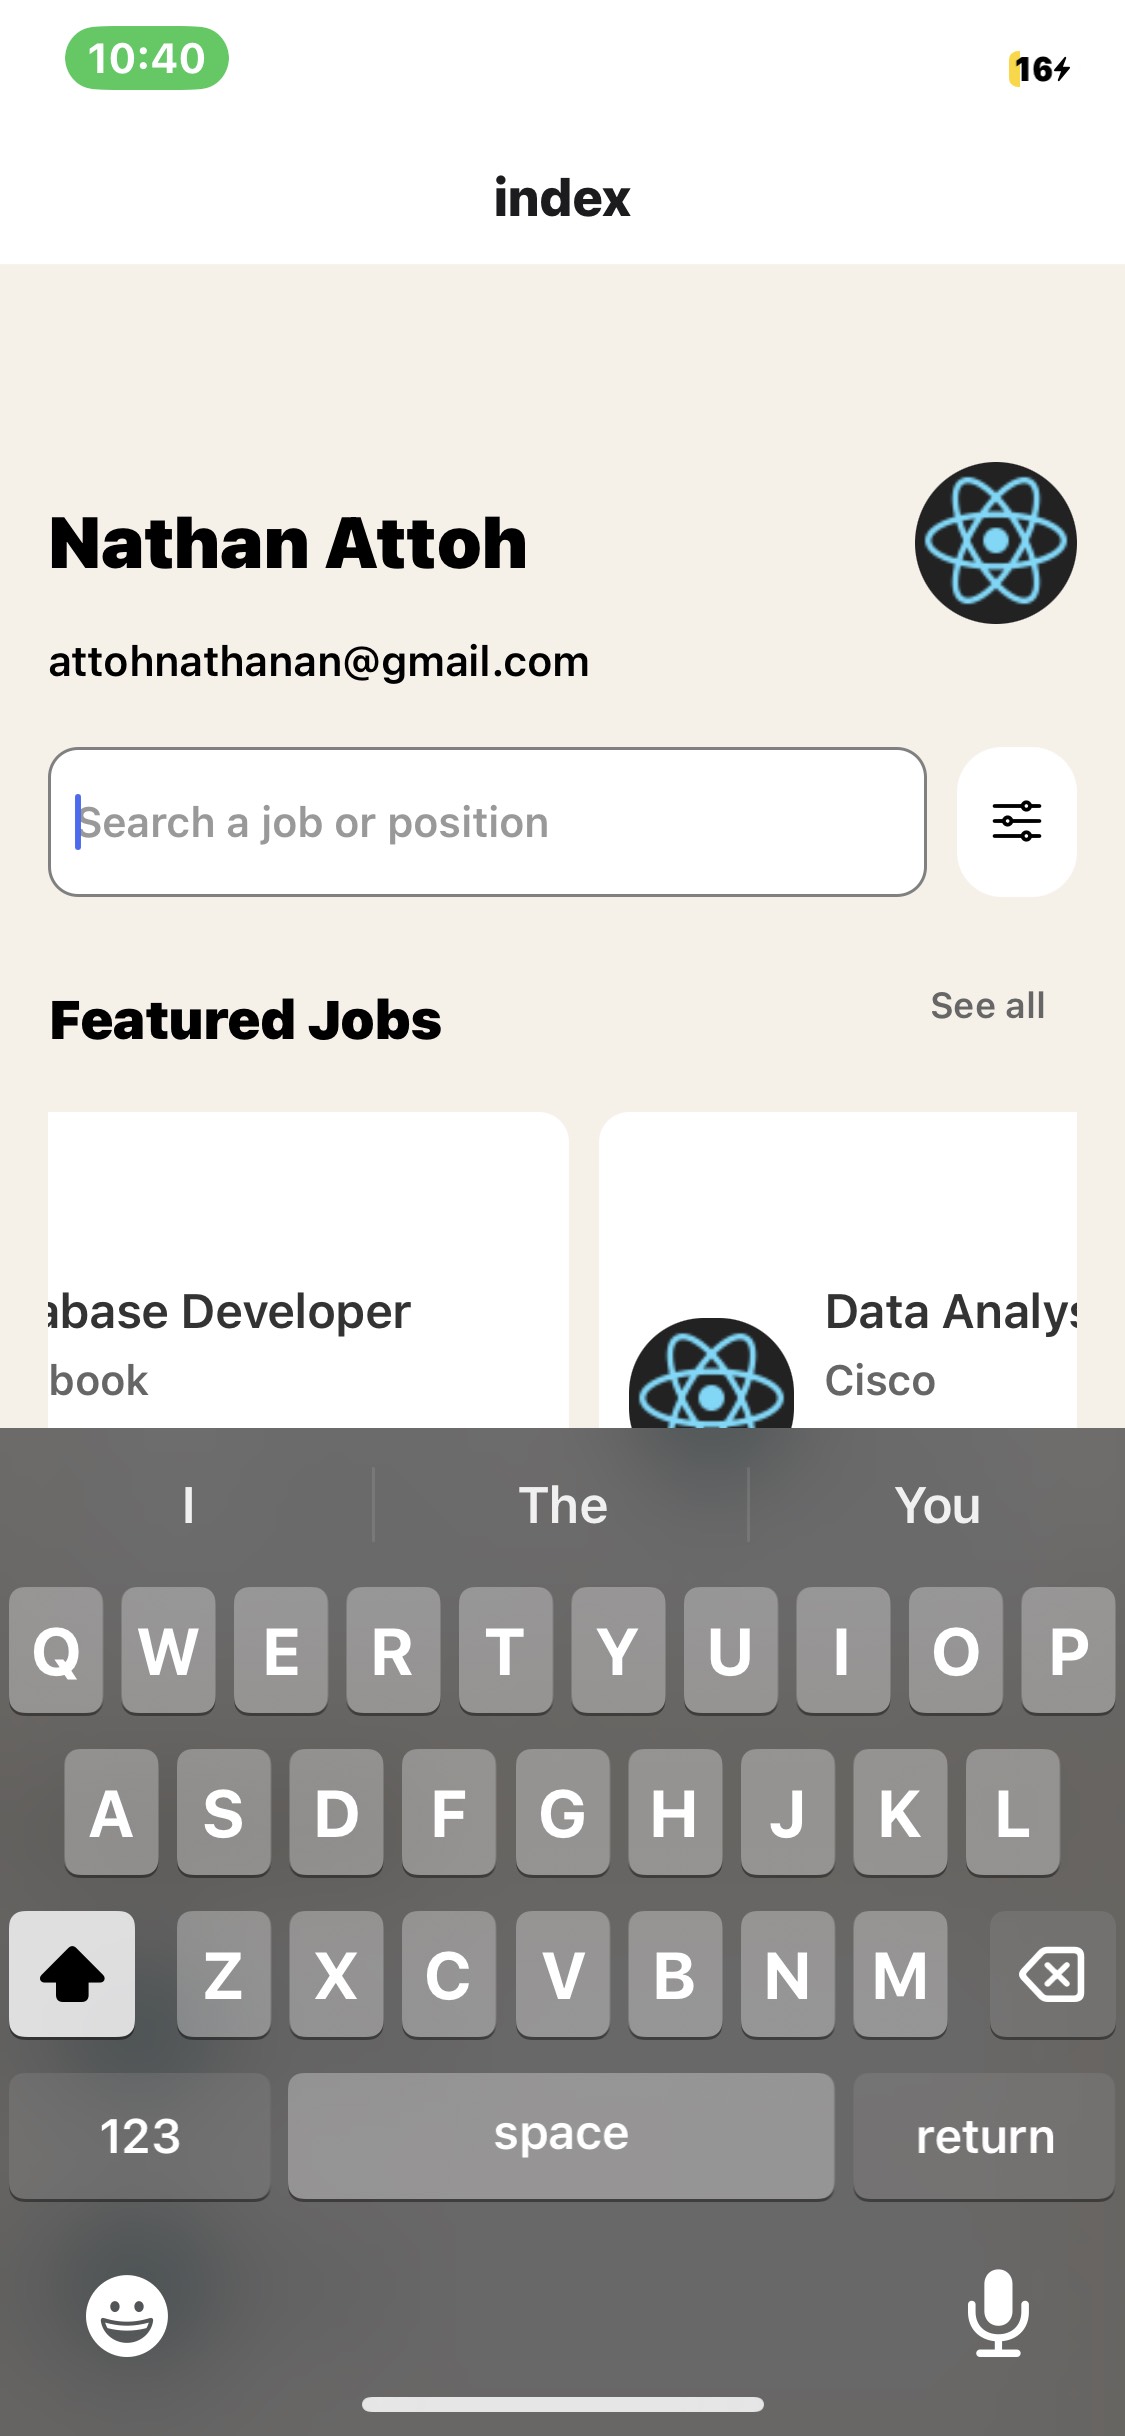 10:40
16
index
Nathan Attoh
attohnathanan@gmail.com
Search a job or position
Featured Jobs
See all
abase Developer
book
Data Analys
Cisco
I The You
Q W E R T Y U I O P
A S D F G H J K L
Z X C V B N M
123 space return